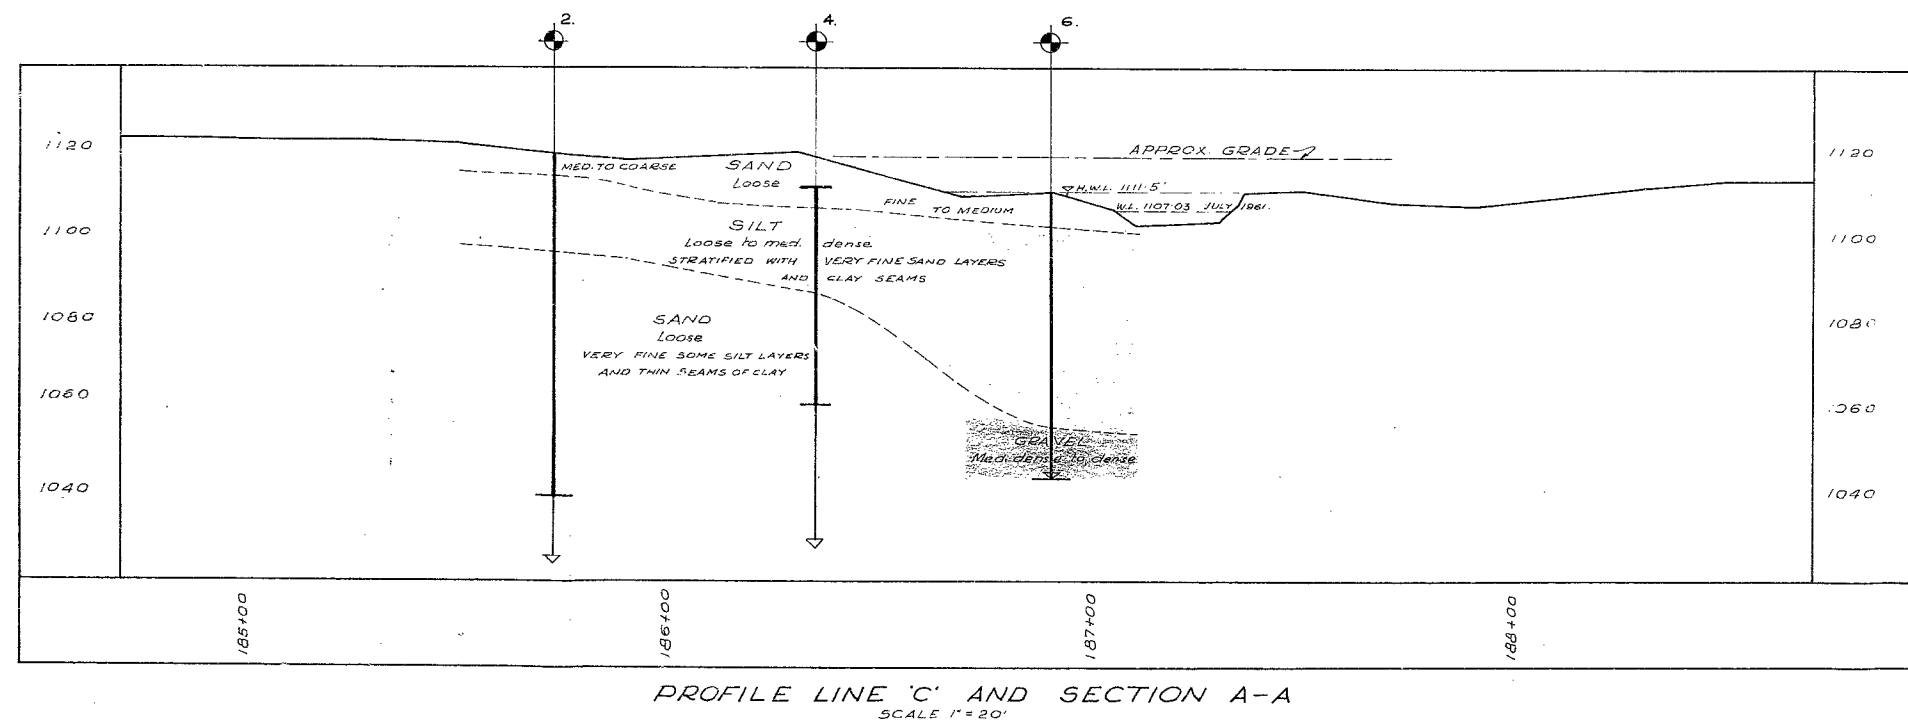 2.
4.
6.
1120
1120
APPROX. GRADE
MED. TO COARSE
SAND
Loose
H.W.L. 1111.5'
FINE
TO MEDIUM
W.L. 1107.03 JULY 1961.
1100
1100
SILT
Loose to med. dense
STRATIFIED WITH VERY FINE SAND LAYERS
AND CLAY SEAMS
1080
1080
SAND
Loose
VERY FINE SOME SILT LAYERS
AND THIN SEAMS OF CLAY
1060
1060
GRAVEL
Med. dense to dense
1040
1040
185+00
186+00
187+00
188+00
PROFILE LINE 'C' AND SECTION A-A
SCALE 1"=20'